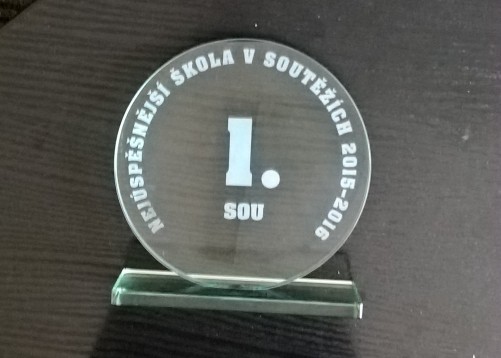 NEJÚSPĚŠNĚJŠÍ ŠKOLA V SOUTĚŽÍCH 2015-2016
1.
SOU